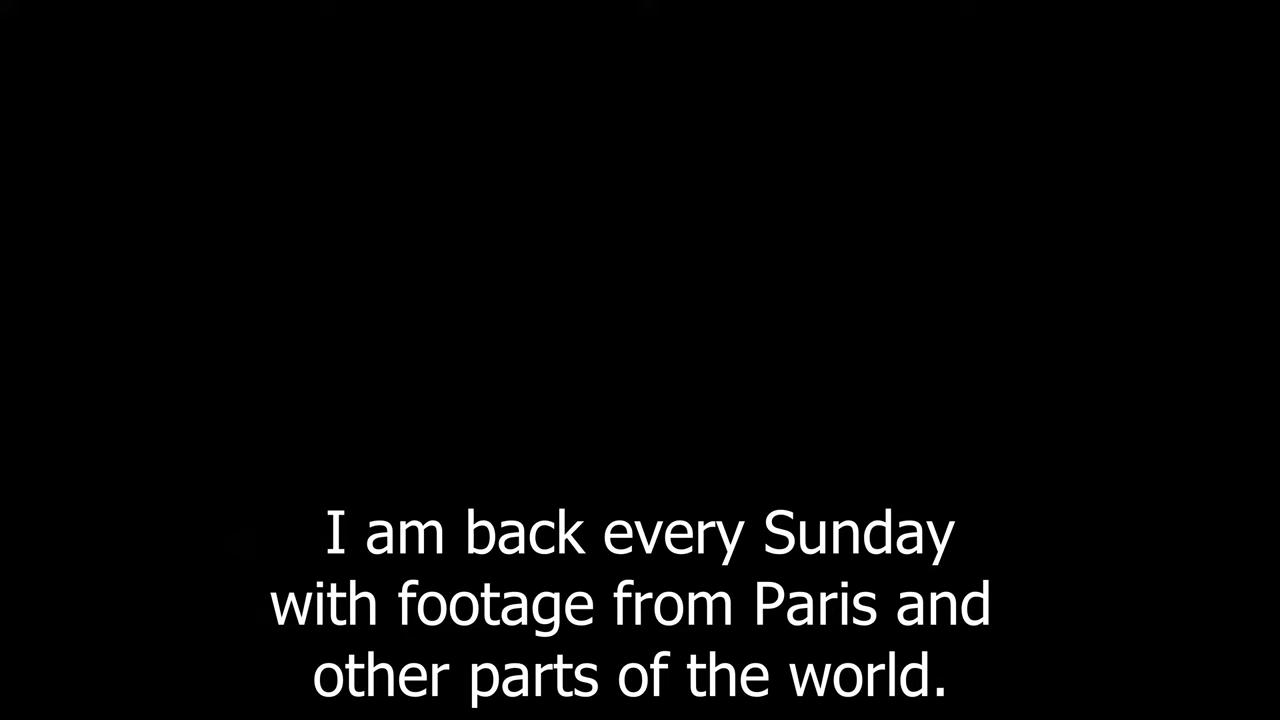 I am back every Sunday
with footage from Paris and
other parts of the world.